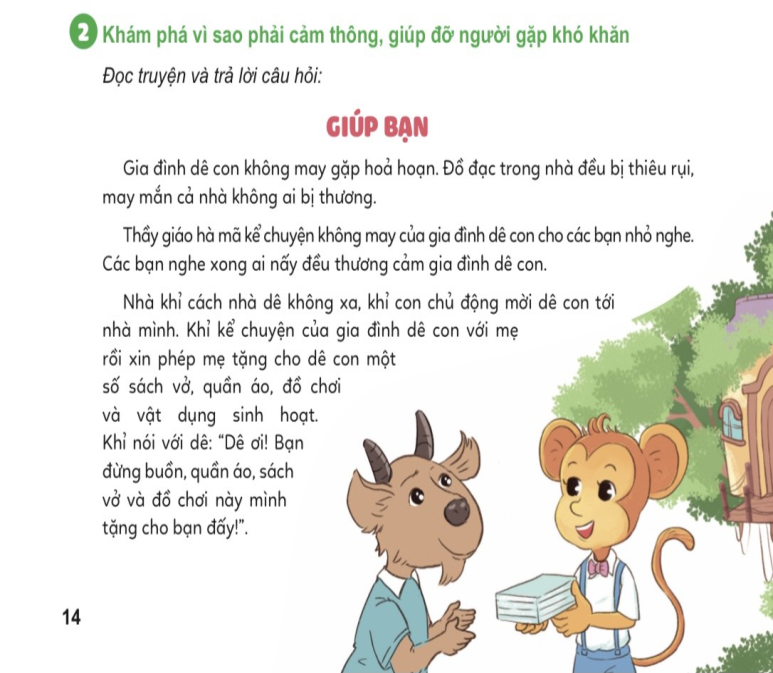 2 Khám phá vì sao phải cảm thông, giúp đỡ người gặp khó khăn
Đọc truyện và trả lời câu hỏi:
GIÚP BẠN
Gia đình dê con không may gặp hoả hoạn. Đồ đạc trong nhà đều bị thiêu rụi,
may mắn cả nhà không ai bị thương.
Thầy giáo hà mã kể chuyện không may của gia đình dê con cho các bạn nhỏ nghe.
Các bạn nghe xong ai nấy đều thương cảm gia đình dê con.
Nhà khỉ cách nhà dê không xa, khỉ con chủ động mời dê con tới
nhà mình. Khỉ kể chuyện của gia đình dê con với mẹ
rồi xin phép mẹ tặng cho dê con một
số sách vở, quần áo, đồ chơi
và vật dụng sinh hoạt.
Khỉ nói với dê: “Dê ơi! Bạn
đừng buồn, quần áo, sách
vở và đồ chơi này mình
tặng cho bạn đấy!”.
14